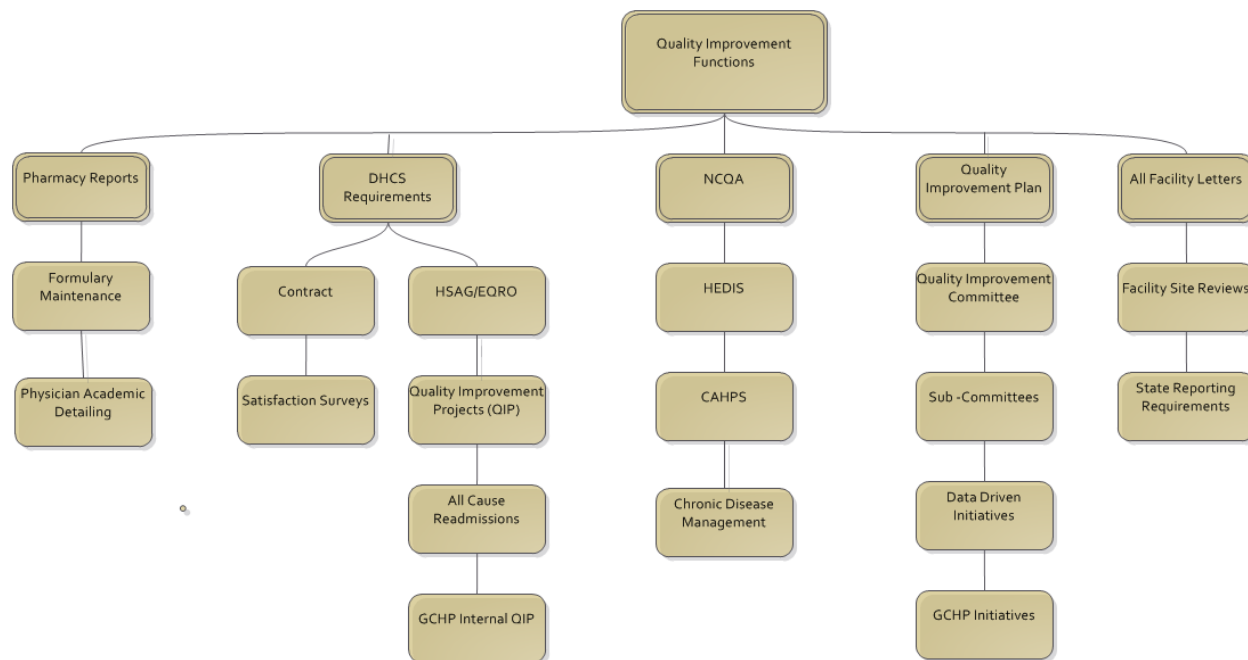 Quality Improvement
Functions
Pharmacy Reports
DHCS
Requirements
NCQA
Quality
Improvement Plan
All Facility Letters
Formulary
Maintenance
Contract
HSAG/EQRO
HEDIS
Quality Improvement
Committee
Facility Site Reviews
Physician Academic
Detailing
Satisfaction Surveys
Quality Improvement
Projects (QIP)
CAHPS
Sub -Committees
State Reporting
Requirements
All Cause
Readmissions
Chronic Disease
Management
Data Driven
Initiatives
GCHP Internal QIP
GCHP Initiatives